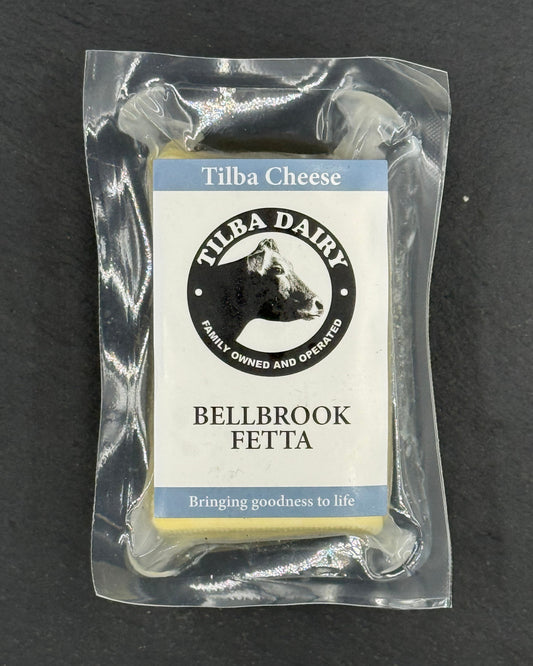 Tilba Cheese
TILBA DAIRY
FAMILY OWNED AND OPERATED
BELLBROOK
FETTA
Bringing goodness to life